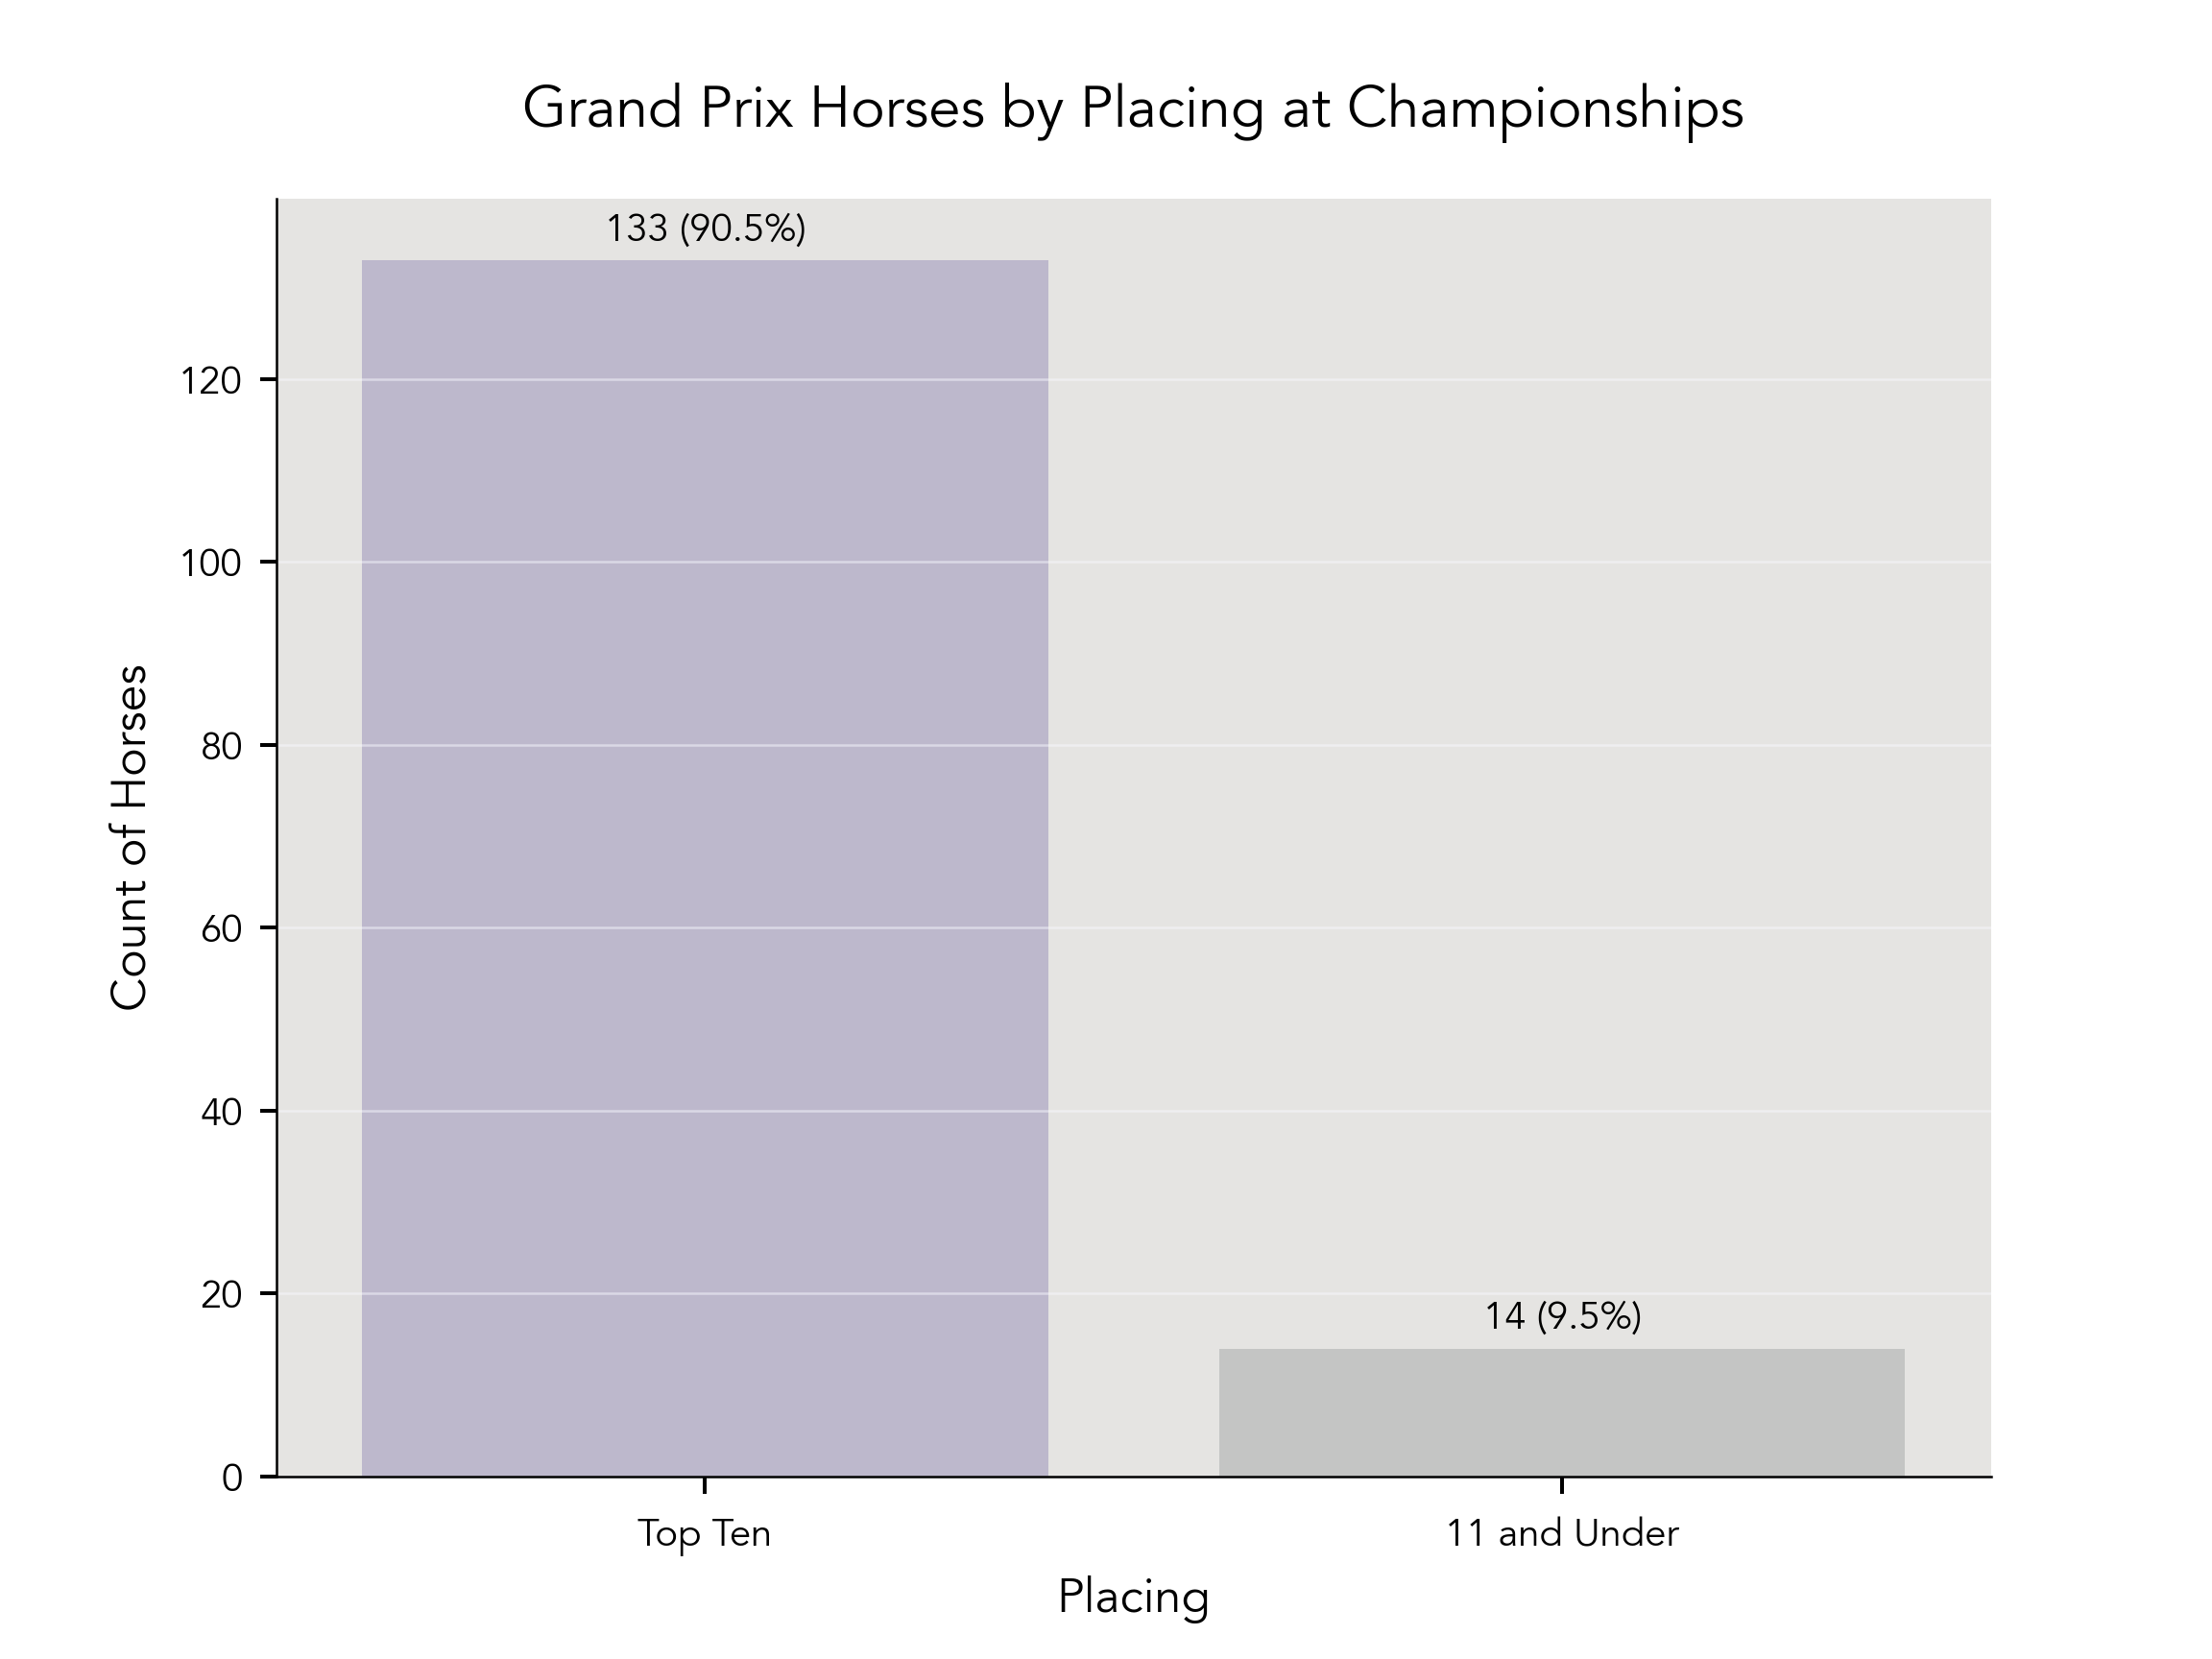 Grand Prix Horses by Placing at Championships
133 (90.5%)
120
100
80
60
40
20
0
Count of Horses
14 (9.5%)
Top Ten
11 and Under
Placing